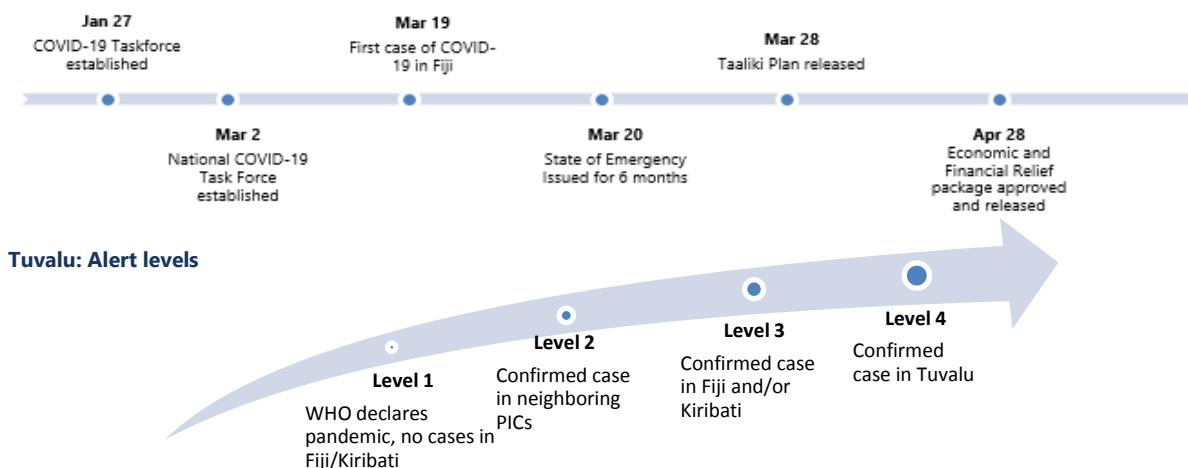 Jan 27
COVID-19 Taskforce
established
Mar 19
First case of COVID-
19 in Fiji
Mar 28
Taaliki Plan released
Mar 2
National COVID-19
Task Force
established
Mar 20
State of Emergency
Issued for 6 months
Apr 28
Economic and
Financial Relief
package approved
and released
Tuvalu: Alert levels
Level 1
WHO declares
pandemic, no cases in
Fiji/Kiribati
Level 2
Confirmed case
in neighboring
PICs
Level 3
Confirmed case
in Fiji and/or
Kiribati
Level 4
Confirmed
case in Tuvalu